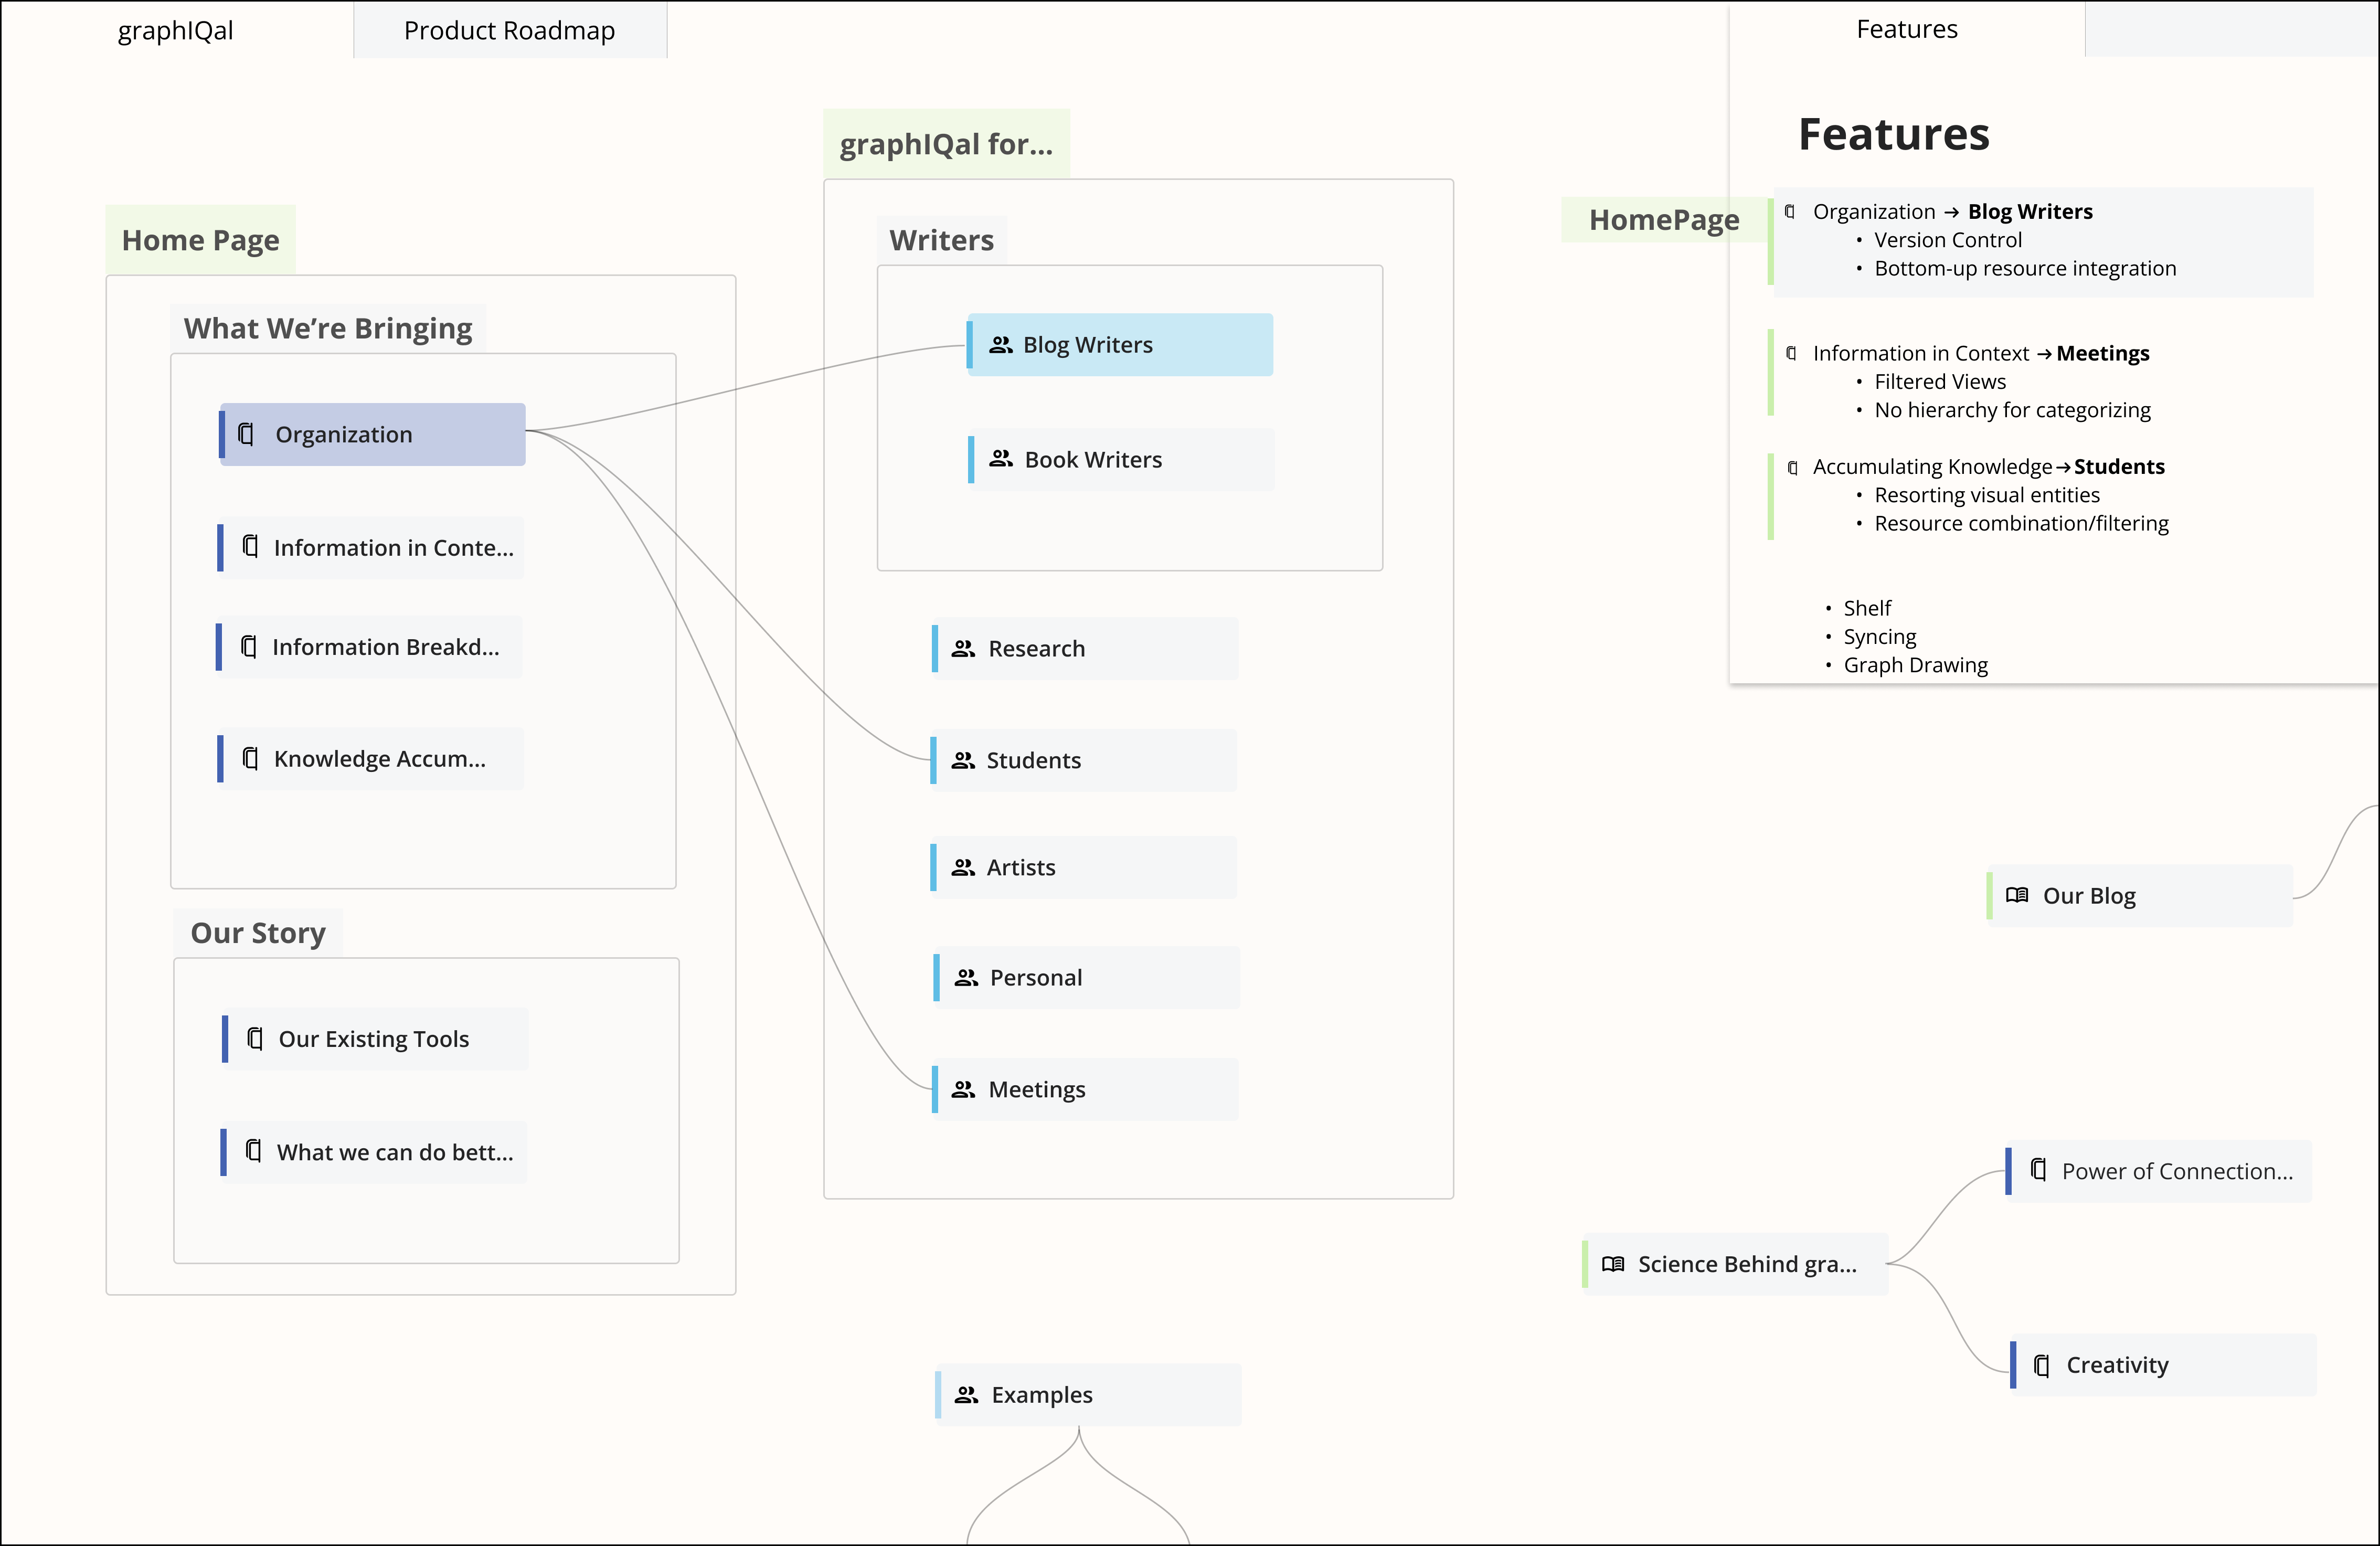 graphIQal
Product Roadmap
Features
Home Page
What We're Bringing
Organization
Information in Conte...
Information Breakd...
Knowledge Accum...
Our Story
Our Existing Tools
What we can do bett...
graphIQal for...
Writers
Blog Writers
Book Writers
Research
Students
Artists
Personal
Meetings
Examples
HomePage
Features
Organization → Blog Writers
• Version Control
• Bottom-up resource integration
Information in Context → Meetings
• Filtered Views
• No hierarchy for categorizing
Accumulating Knowledge → Students
• Resorting visual entities
• Resource combination/filtering
• Shelf
• Syncing
• Graph Drawing
Our Blog
Power of Connection...
Science Behind gra...
Creativity